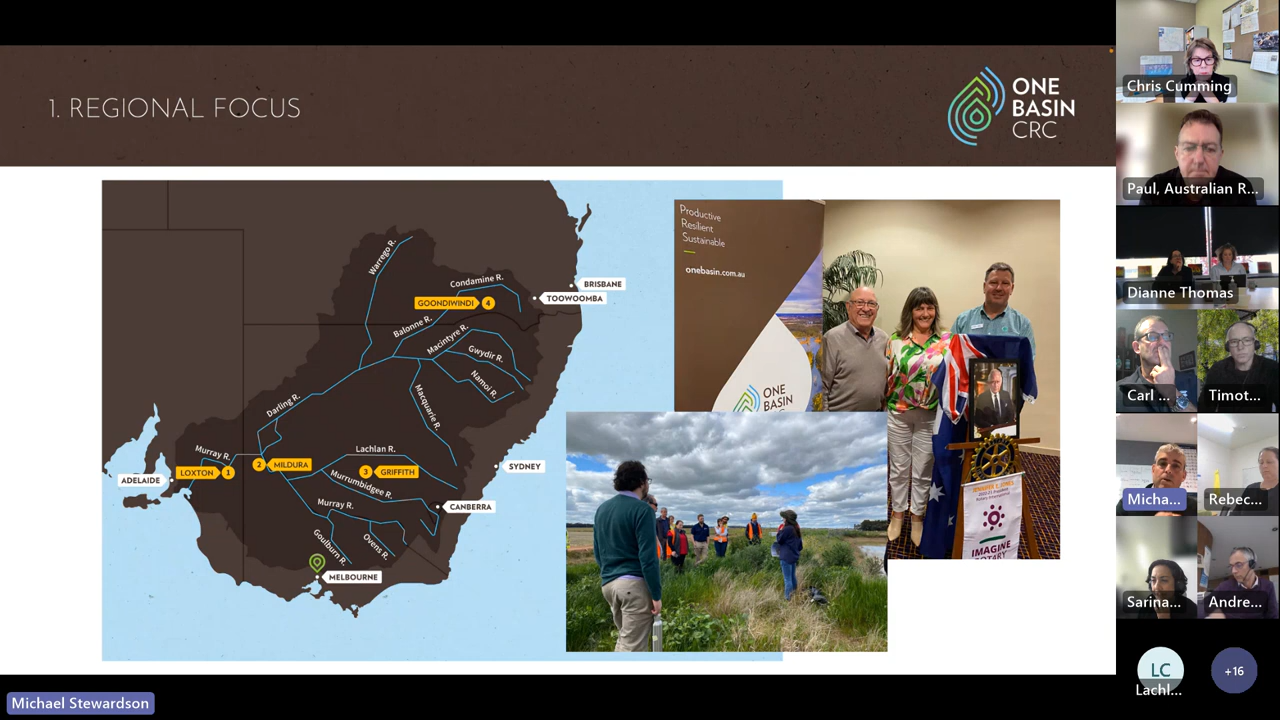 1. REGIONAL FOCUS
ONE
BASIN
CRC
Warrego R.
Condamine R.
GOONDIWINDI 4
BRISBANE
TOOWOOMBA
Balonne R.
Macintyre R.
Gwydir R.
Namoi R.
Macquarie R.
Darling R.
Murray R.
LOXTON 1
2 MILDURA
Lachlan R.
3 GRIFFITH
ADELAIDE
SYDNEY
Murrumbidgee R.
Murray R.
CANBERRA
Goulburn R.
Ovens R.
MELBOURNE
Productive
Resilient
Sustainable
onebasin.com.au
ONE
BASIN
IMAGINE
ROTARY
Chris Cumming
Paul, Australian R...
Dianne Thomas
Carl ...
Timot...
Micha...
Rebec...
Sarina...
Andre...
LC
Lachl...
+16
Michael Stewardson